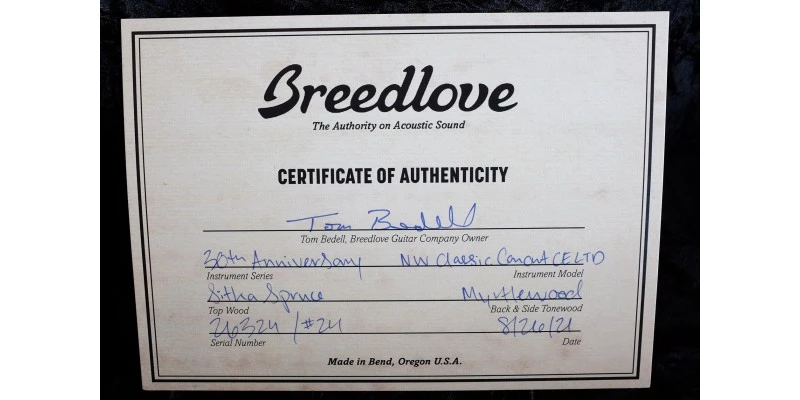 Breedlove
The Authority on Acoustic Sound
CERTIFICATE OF AUTHENTICITY
Tom Bedell
Tom Bedell, Breedlove Guitar Company Owner
30th Anniversary NW Classic Concert CE LTD
Instrument Series Instrument Model
Sitka Spruce Myrtlewood
Top Wood Back & Side Tonewood
26324 / #24 8/26/21
Serial Number Date
Made in Bend, Oregon U.S.A.